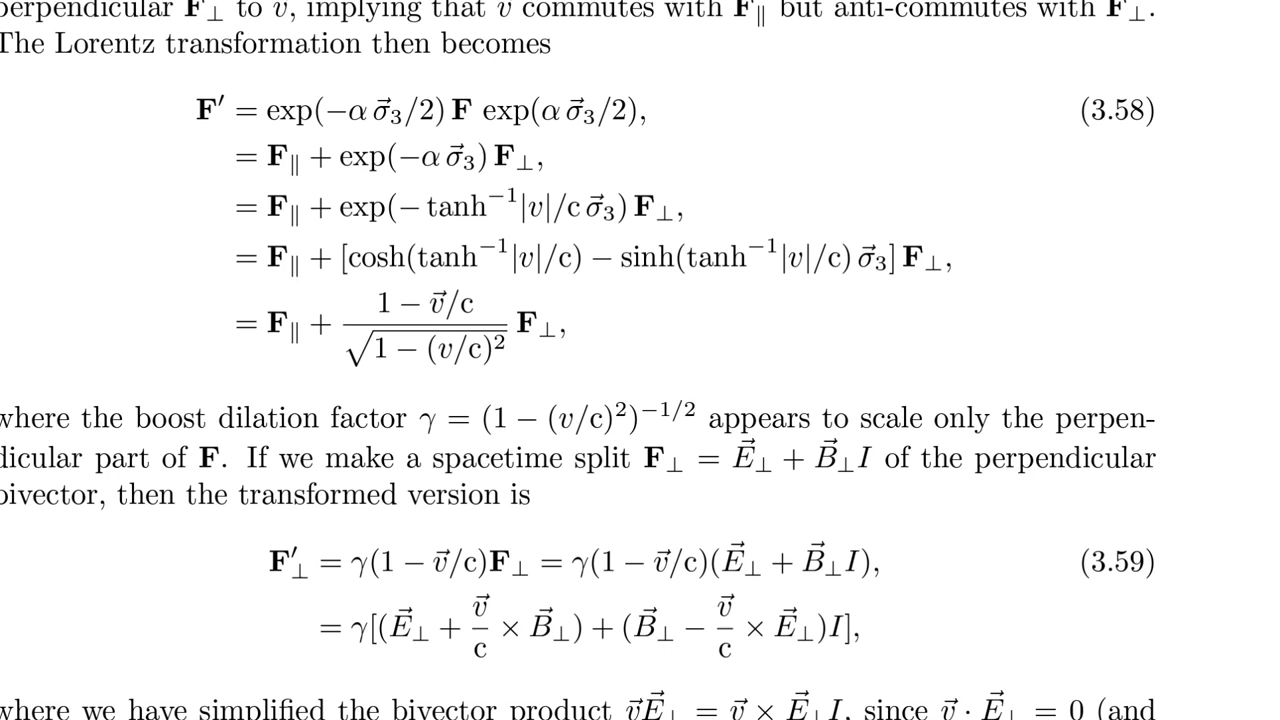 perpendicular F⊥ to v⃗, implying that v⃗ commutes with F∥ but anti-commutes with F⊥.
The Lorentz transformation then becomes
F′ = exp(−α σ⃗₃/2) F exp(α σ⃗₃/2), (3.58)
= F∥ + exp(−α σ⃗₃) F⊥,
= F∥ + exp(− tanh⁻¹|v|/c σ⃗₃) F⊥,
= F∥ + [cosh(tanh⁻¹|v|/c) − sinh(tanh⁻¹|v|/c) σ⃗₃] F⊥,
= F∥ + (1 − v⃗/c)/√(1 − (v/c)²) F⊥,
where the boost dilation factor γ = (1 − (v/c)²)⁻¹/² appears to scale only the perpen-
dicular part of F. If we make a spacetime split F⊥ = E⃗⊥ + B⃗⊥I of the perpendicular
bivector, then the transformed version is
F′⊥ = γ(1 − v⃗/c)F⊥ = γ(1 − v⃗/c)(E⃗⊥ + B⃗⊥I), (3.59)
= γ[(E⃗⊥ + v⃗/c × B⃗⊥) + (B⃗⊥ − v⃗/c × E⃗⊥)I],
where we have simplified the bivector product v⃗E⃗⊥ = v⃗ × E⃗⊥I, since v⃗ · E⃗⊥ = 0 (and